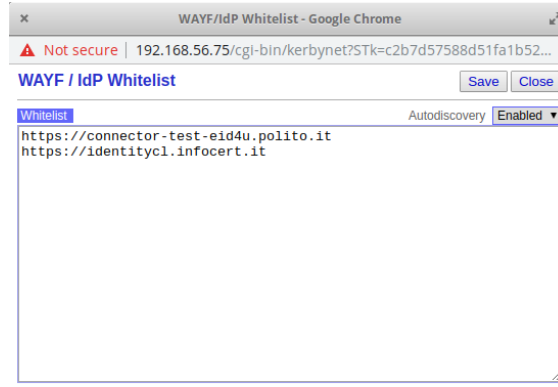 WAYF/IdP Whitelist - Google Chrome
Not secure | 192.168.56.75/cgi-bin/kerbynet?STk=c2b7d57588d51fa1b52...
WAYF / IdP Whitelist Save Close
Whitelist Autodiscovery Enabled
https://connector-test-eid4u.polito.it
https://identitycl.infocert.it